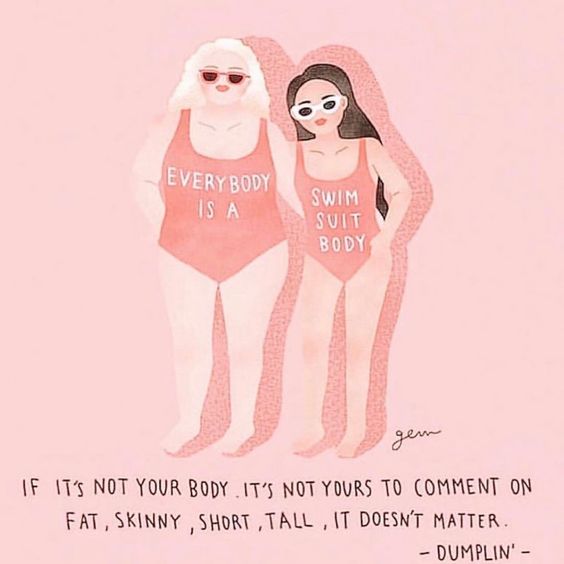 EVERYBODY
IS A
SWIM
SUIT
BODY
gem
IF IT'S NOT YOUR BODY. IT'S NOT YOURS TO COMMENT ON
FAT, SKINNY, SHORT, TALL, IT DOESN'T MATTER.
- DUMPLIN' -